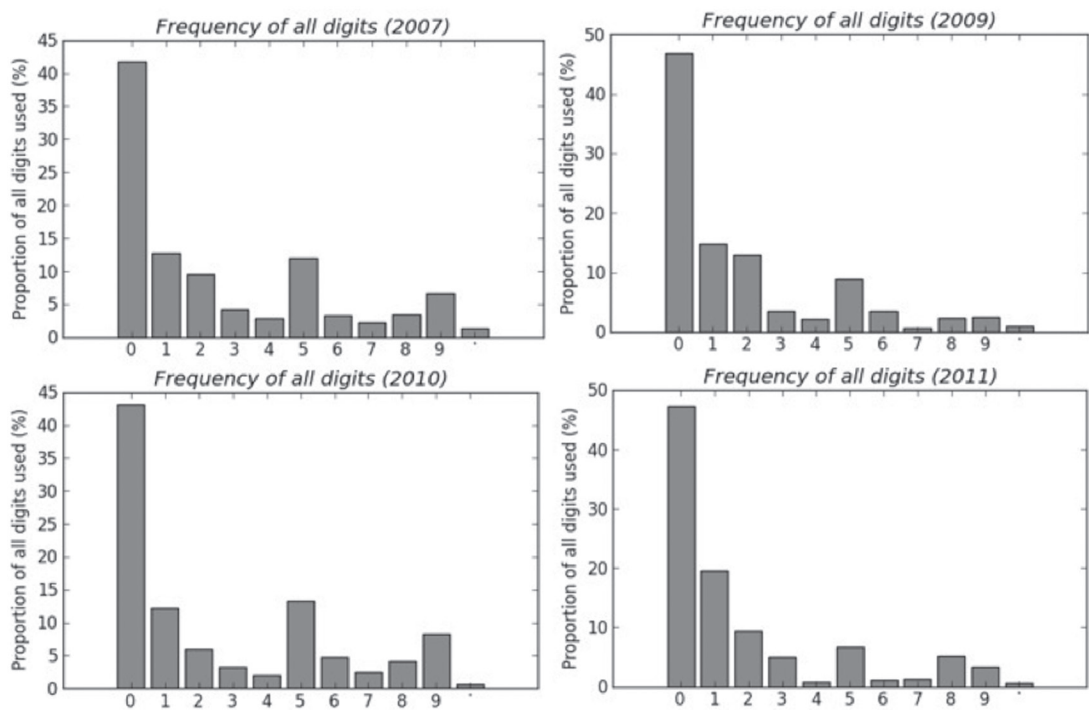 Frequency of all digits (2007)
Proportion of all digits used (%)
45
40
35
30
25
20
15
10
5
0
0 1 2 3 4 5 6 7 8 9 .
Frequency of all digits (2009)
Proportion of all digits used (%)
50
40
30
20
10
0
0 1 2 3 4 5 6 7 8 9 .
Frequency of all digits (2010)
Proportion of all digits used (%)
45
40
35
30
25
20
15
10
5
0
0 1 2 3 4 5 6 7 8 9 .
Frequency of all digits (2011)
Proportion of all digits used (%)
50
40
30
20
10
0
0 1 2 3 4 5 6 7 8 9 .